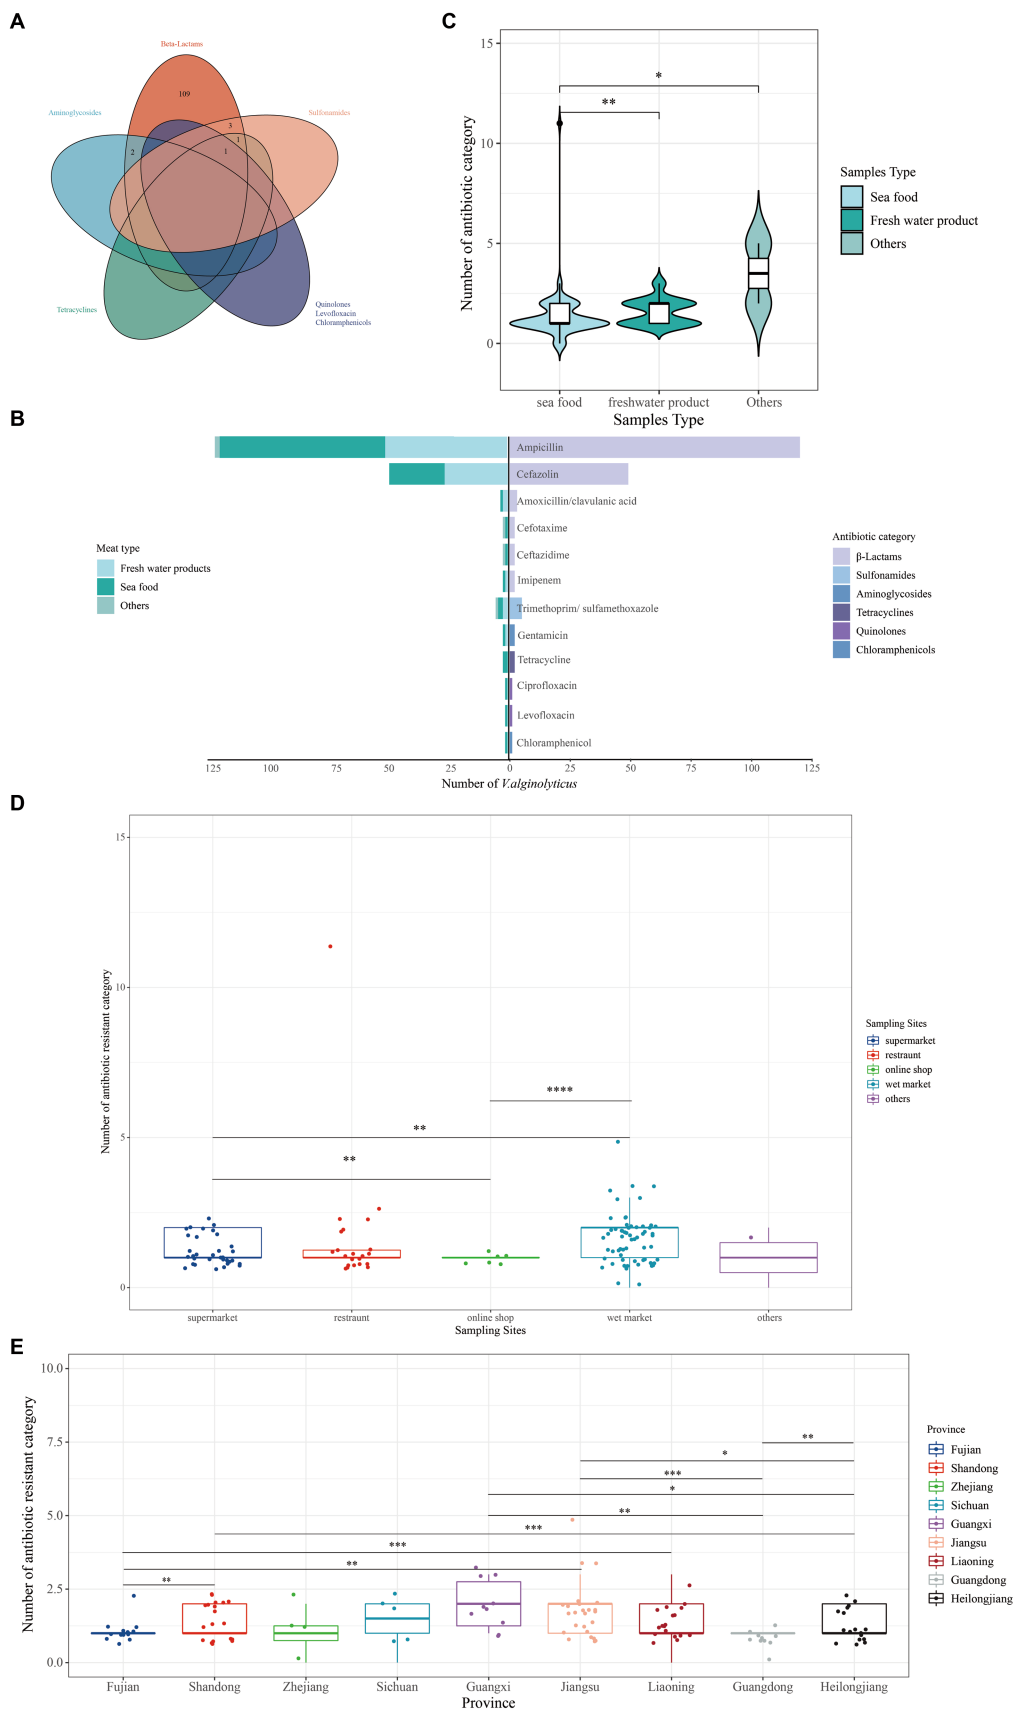 A
Beta-Lactams
109
Aminoglycosides
Sulfonamides
3
1
2
1
Tetracyclines
Quinolones
Levofloxacin
Chloramphenicols
C
15
10
5
0
Number of antibiotic category
*
**
sea food
freshwater product
Others
Samples Type
Samples Type
Sea food
Fresh water product
Others
B
Meat type
Fresh water products
Sea food
Others
Ampicillin
Cefazolin
Amoxicillin/clavulanic acid
Cefotaxime
Ceftazidime
Imipenem
Trimethoprim/ sulfamethoxazole
Gentamicin
Tetracycline
Ciprofloxacin
Levofloxacin
Chloramphenicol
125 100 75 50 25 0 25 50 75 100 125
Number of V.alginolyticus
Antibiotic category
β-Lactams
Sulfonamides
Aminoglycosides
Tetracyclines
Quinolones
Chloramphenicols
D
15
10
5
0
Number of antibiotic resistant category
****
**
**
supermarket
restraunt
online shop
wet market
others
Sampling Sites
Sampling Sites
supermarket
restraunt
online shop
wet market
others
E
10.0
7.5
5.0
2.5
0.0
Number of antibiotic resistant category
**
*
***
*
**
***
***
**
**
Fujian
Shandong
Zhejiang
Sichuan
Guangxi
Jiangsu
Liaoning
Guangdong
Heilongjiang
Province
Province
Fujian
Shandong
Zhejiang
Sichuan
Guangxi
Jiangsu
Liaoning
Guangdong
Heilongjiang